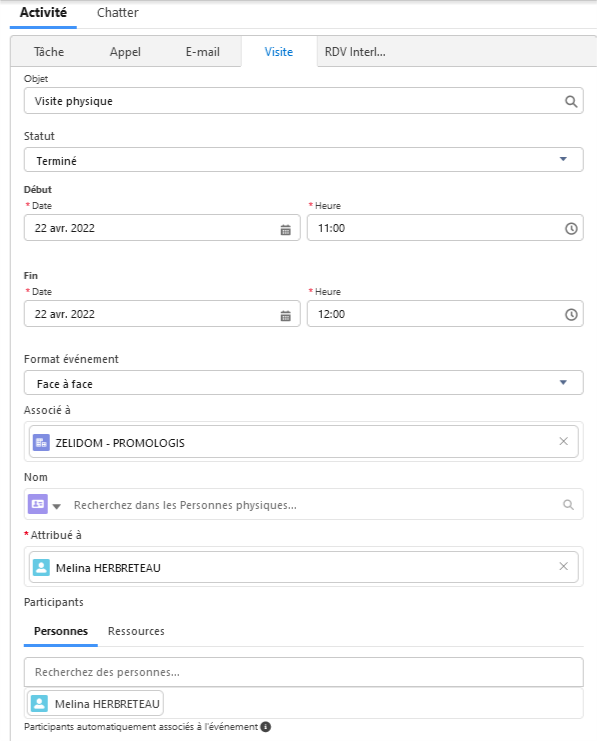 Activité Chatter
Tâche Appel E-mail Visite RDV Interl...
Objet
Visite physique
Statut
Terminé
Début
* Date * Heure
22 avr. 2022 11:00
Fin
* Date * Heure
22 avr. 2022 12:00
Format événement
Face à face
Associé à
ZELIDOM - PROMOLOGIS
Nom
Recherchez dans les Personnes physiques...
* Attribué à
Melina HERBRETEAU
Participants
Personnes Ressources
Recherchez des personnes...
Melina HERBRETEAU
Participants automatiquement associés à l'événement